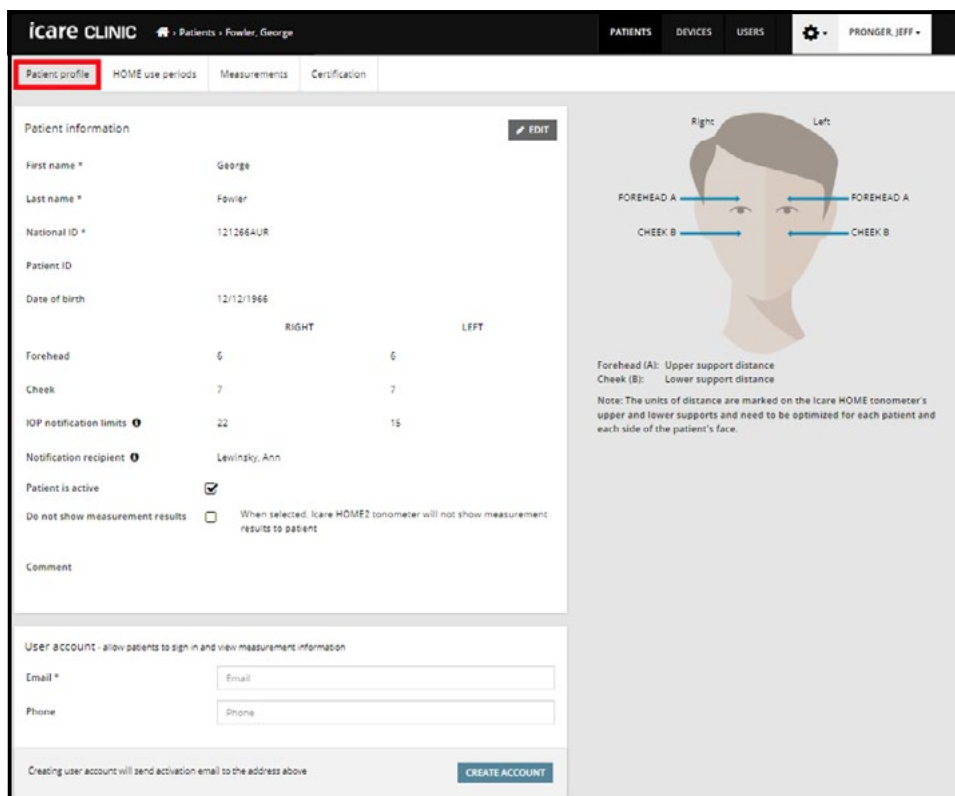 icare CLINIC › Patients › Fowler, George PATIENTS DEVICES USERS PRONGER, JEFF
Patient profile HOME use periods Measurements Certification
Patient information EDIT
First name * George
Last name * Fowler
National ID * 121266AUR
Patient ID
Date of birth 12/12/1966
RIGHT LEFT
Forehead 6 6
Cheek 7 7
IOP notification limits 22 15
Notification recipient Lewinsky, Ann
Patient is active
Do not show measurement results When selected, Icare HOME2 tonometer will not show measurement
results to patient
Comment
User account - allow patients to sign in and view measurement information
Email * Email
Phone Phone
Creating user account will send activation email to the address above CREATE ACCOUNT
Right Left
FOREHEAD A FOREHEAD A
CHEEK B CHEEK B
Forehead (A): Upper support distance
Cheek (B): Lower support distance
Note: The units of distance are marked on the Icare HOME tonometer's
upper and lower supports and need to be optimized for each patient and
each side of the patient's face.